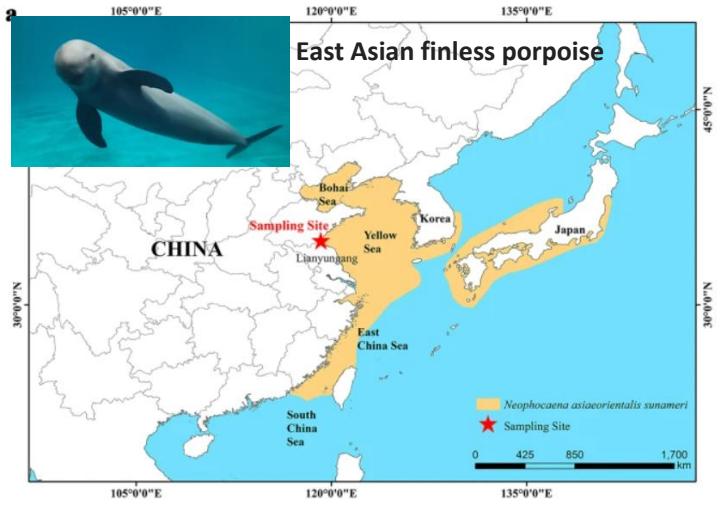 a
105°0'0"E
120°0'0"E
135°0'0"E
East Asian finless porpoise
45°0'0"N
Bohai
Sea
Sampling Site
Korea
Yellow
Sea
Japan
CHINA
Lianyungang
30°0'0"N
30°0'0"N
East
China Sea
Neophocaena asiaeorientalis sunameri
South
China
Sea
Sampling Site
0 425 850 1,700
km
105°0'0"E
120°0'0"E
135°0'0"E